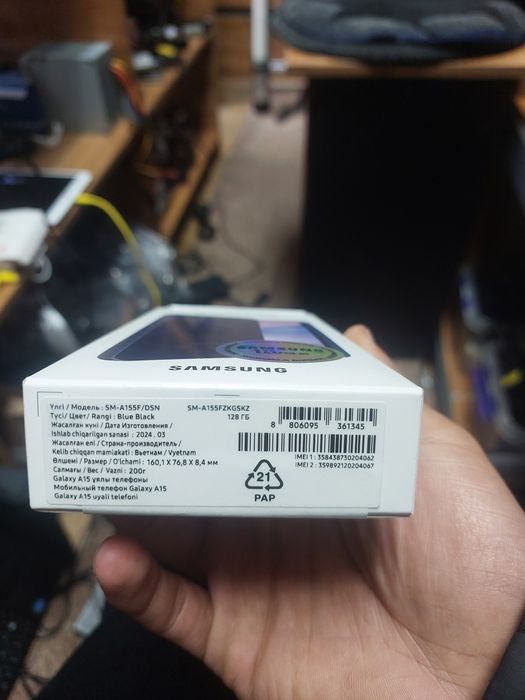 SAMSUNG
SAMSUNG
Үлгі / Модель : SM-A155F/DSN SM-A155FZKGSKZ
Түсі / Цвет / Rangi : Blue Black 128 ГБ
Жасалған күні / Дата Изготовления /
Ishlab chiqarilgan sanasi : 2024 . 03
Жасалған елі / Страна-производитель /
Kelib chiqqan mamlakati : Вьетнам / Vyetnam
Өлшемі / Размер / O'lchami : 160,1 X 76,8 X 8,4 мм
Салмағы / Вес / Vazni : 200г
Galaxy A15 ұялы телефоны
Мобильный телефон Galaxy A15
Galaxy A15 uyali telefoni
8 806095 361345
IMEI 1 : 358438730204062
IMEI 2 : 359892120204067
21
PAP